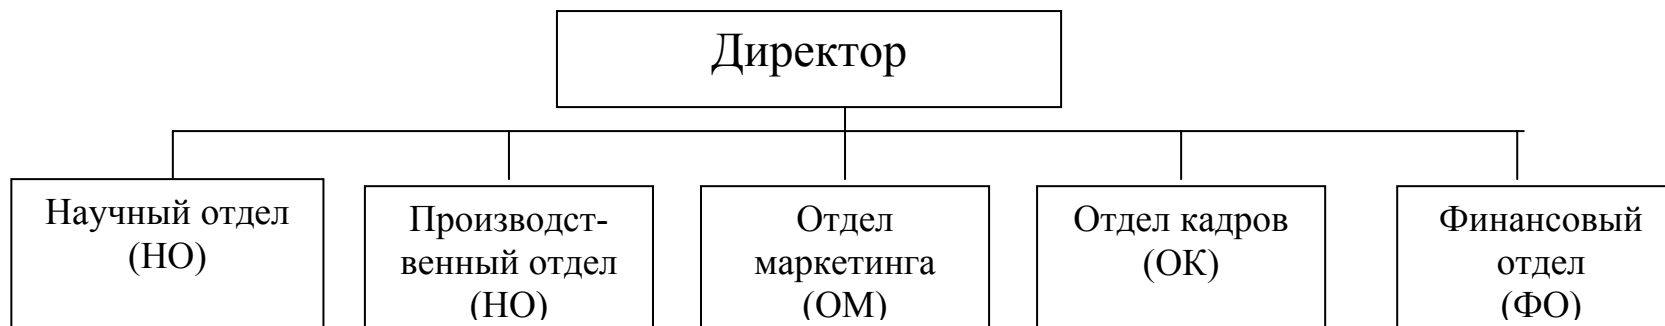 Директор
Научный отдел
(НО)
Производст-
венный отдел
(НО)
Отдел
маркетинга
(ОМ)
Отдел кадров
(ОК)
Финансовый
отдел
(ФО)